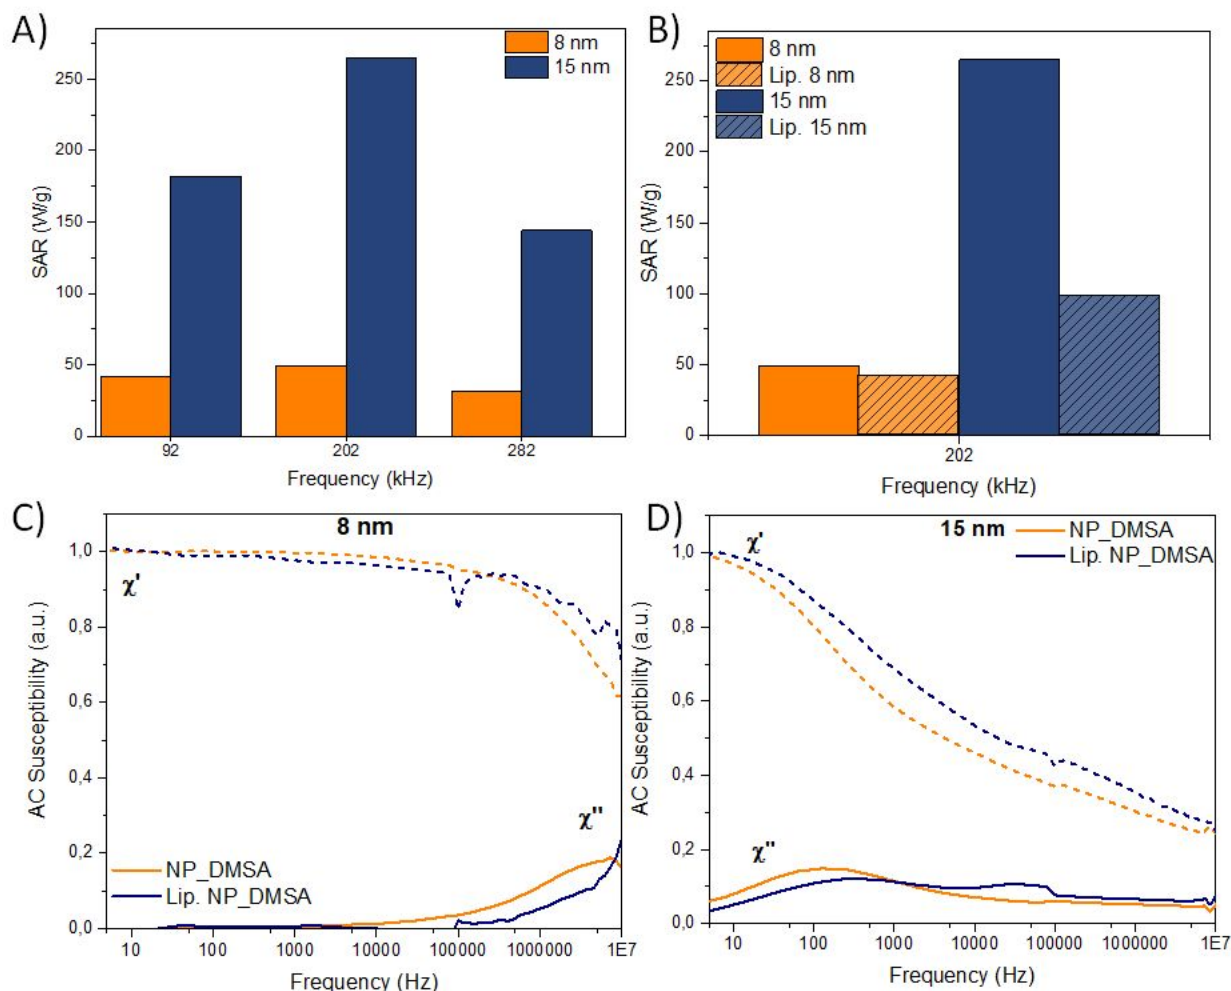 A)
8 nm
15 nm
250
200
150
100
50
0
SAR (W/g)
92
202
282
Frequency (kHz)
B)
8 nm
Lip. 8 nm
15 nm
Lip. 15 nm
250
200
150
100
50
0
SAR (W/g)
202
Frequency (kHz)
C)
8 nm
1,0
0,8
0,6
0,4
0,2
0,0
AC Susceptibility (a.u.)
χ'
χ"
NP_DMSA
Lip. NP_DMSA
10
100
1000
10000
100000
1000000
1E7
Frequency (Hz)
D)
15 nm
NP_DMSA
Lip. NP_DMSA
1,0
0,8
0,6
0,4
0,2
0,0
AC Susceptibility (a.u.)
χ'
χ"
10
100
1000
10000
100000
1000000
1E7
Frequency (Hz)